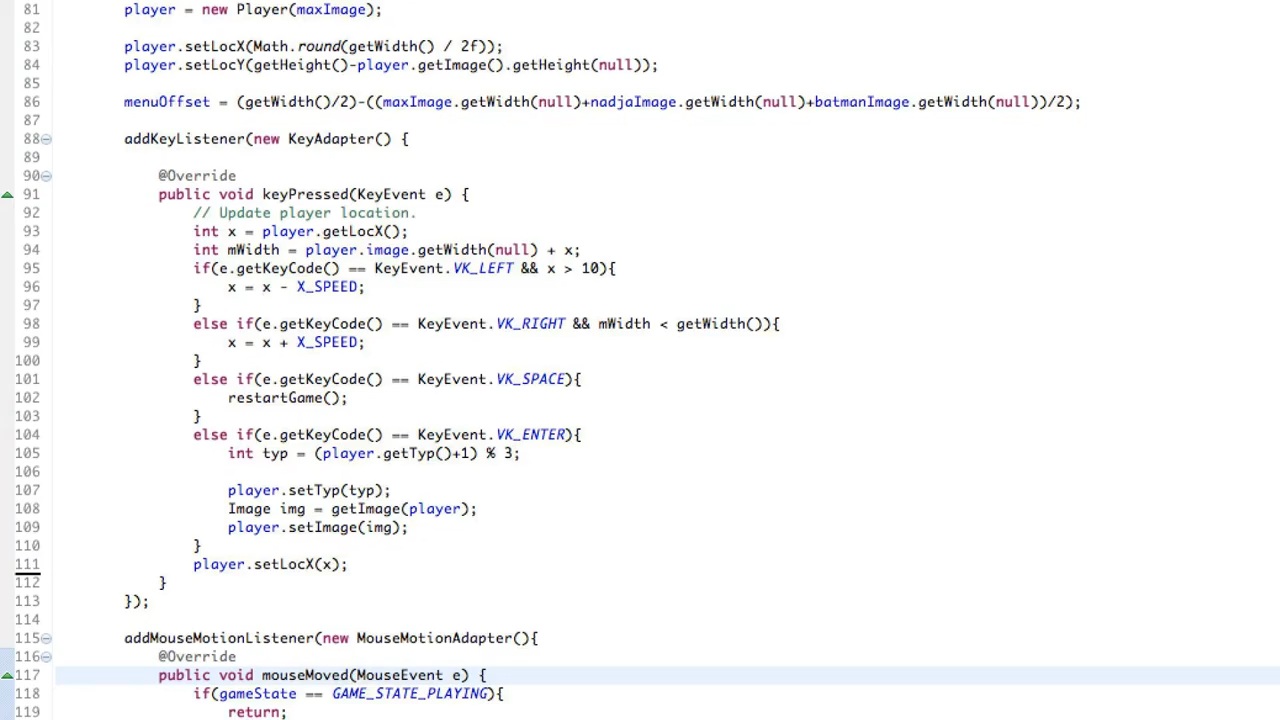 81 player = new Player(maxImage);
82
83 player.setLocX(Math.round(getWidth() / 2f));
84 player.setLocY(getHeight()-player.getImage().getHeight(null));
85
86 menuOffset = (getWidth()/2)-((maxImage.getWidth(null)+nadjaImage.getWidth(null)+batmanImage.getWidth(null))/2);
87
88 addKeyListener(new KeyAdapter() {
89
90 @Override
91 public void keyPressed(KeyEvent e) {
92 // Update player location.
93 int x = player.getLocX();
94 int mWidth = player.image.getWidth(null) + x;
95 if(e.getKeyCode() == KeyEvent.VK_LEFT && x > 10){
96 x = x - X_SPEED;
97 }
98 else if(e.getKeyCode() == KeyEvent.VK_RIGHT && mWidth < getWidth()){
99 x = x + X_SPEED;
100 }
101 else if(e.getKeyCode() == KeyEvent.VK_SPACE){
102 restartGame();
103 }
104 else if(e.getKeyCode() == KeyEvent.VK_ENTER){
105 int typ = (player.getTyp()+1) % 3;
106
107 player.setTyp(typ);
108 Image img = getImage(player);
109 player.setImage(img);
110 }
111 player.setLocX(x);
112 }
113 });
114
115 addMouseMotionListener(new MouseMotionAdapter(){
116 @Override
117 public void mouseMoved(MouseEvent e) {
118 if(gameState == GAME_STATE_PLAYING){
119 return;